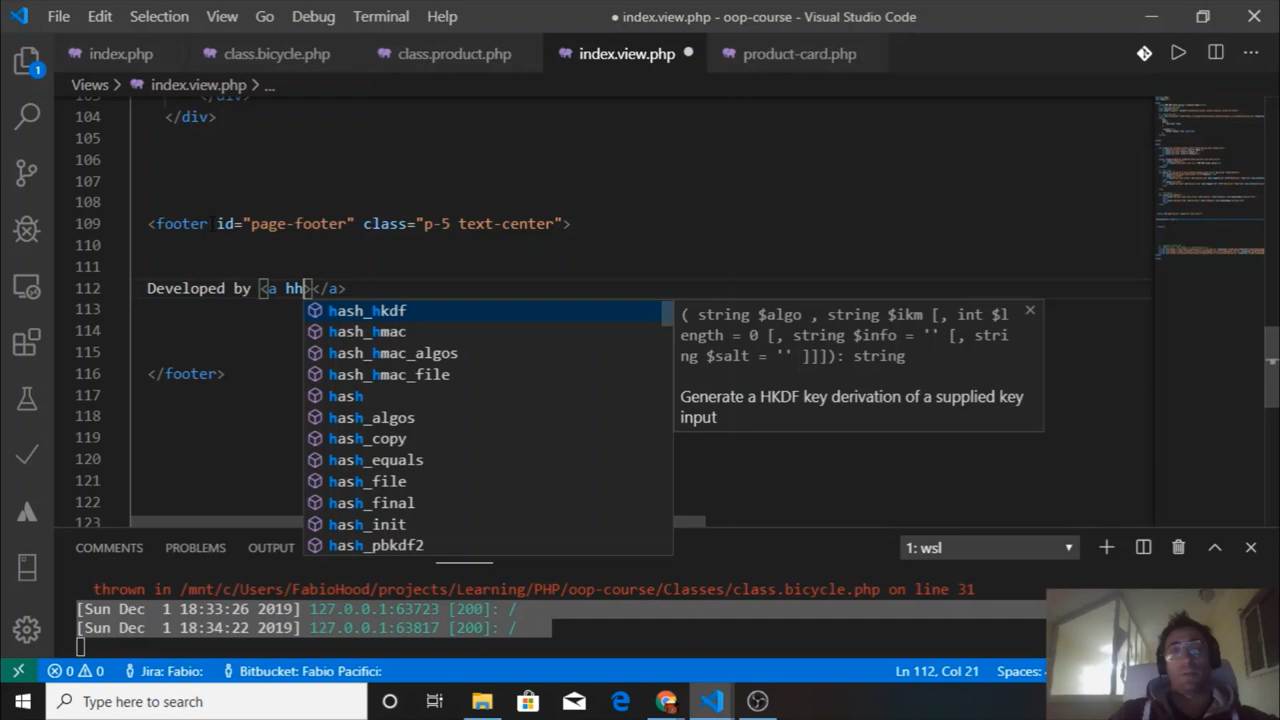 File Edit Selection View Go Debug Terminal Help ● index.view.php - oop-course - Visual Studio Code
index.php class.bicycle.php class.product.php index.view.php ● product-card.php
Views > index.view.php > ...
1
104 </div>
105
106
107
108
109 <footer id="page-footer" class="p-5 text-center">
110
111
112 Developed by <a hh></a>
113
114
115
116 </footer>
117
118
119
120
121
122
123
hash_hkdf
hash_hmac
hash_hmac_algos
hash_hmac_file
hash
hash_algos
hash_copy
hash_equals
hash_file
hash_final
hash_init
hash_pbkdf2
( string $algo , string $ikm [, int $l
ength = 0 [, string $info = '' [, stri
ng $salt = '' ]]]): string
Generate a HKDF key derivation of a supplied key
input
COMMENTS PROBLEMS OUTPUT 1: wsl
thrown in /mnt/c/Users/FabioHood/projects/Learning/PHP/oop-course/Classes/class.bicycle.php on line 31
[Sun Dec 1 18:33:26 2019] 127.0.0.1:63723 [200]: /
[Sun Dec 1 18:34:22 2019] 127.0.0.1:63817 [200]: /
0 0 Jira: Fabio: Bitbucket: Fabio Pacifici: Ln 112, Col 21 Spaces:
Type here to search